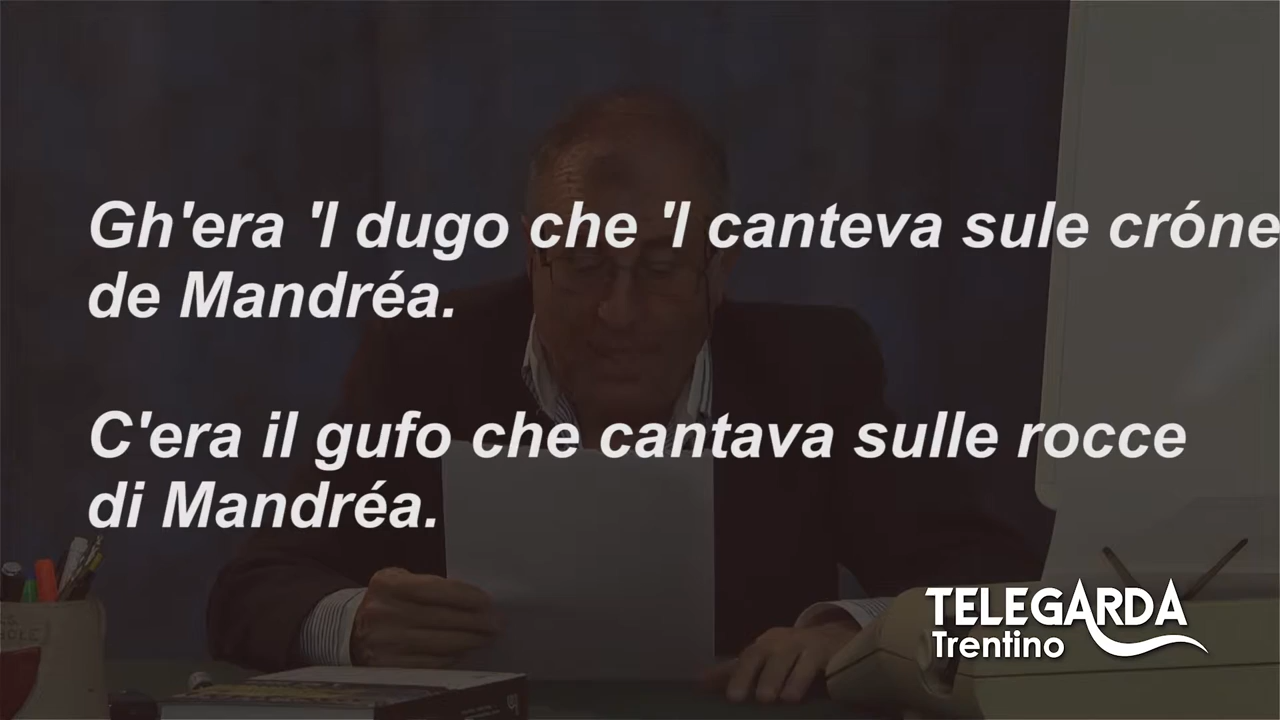 Gh'era 'l dugo che 'l canteva sule cróne
de Mandréa.
C'era il gufo che cantava sulle rocce
di Mandréa.
TELEGARDA
Trentino